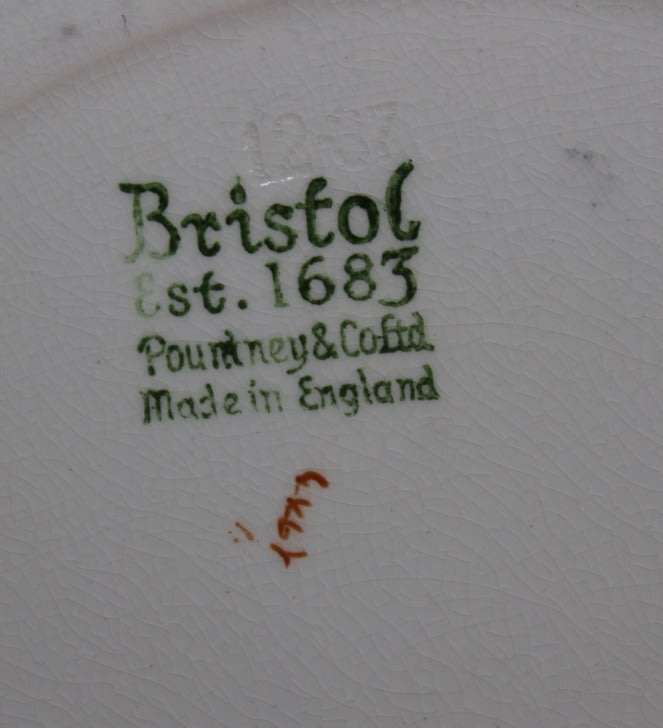 Bristol
Est. 1683
Pountney & Co Ltd.
Made in England